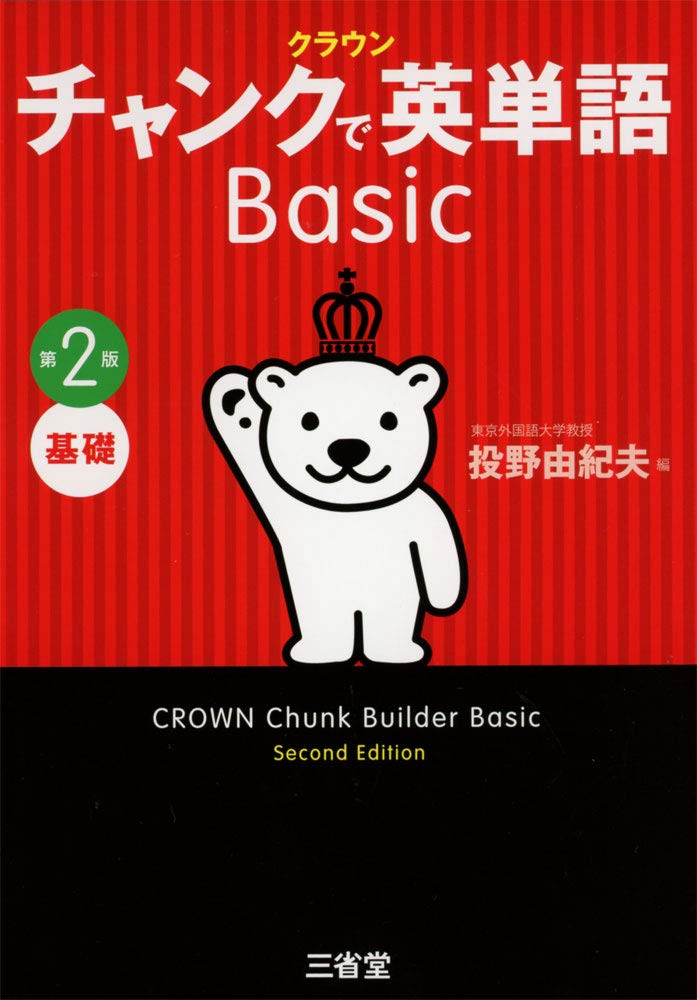 クラウン
チャンクで英単語
Basic
第2版
基礎
東京外国語大学教授
投野由紀夫 編
CROWN Chunk Builder Basic
Second Edition
三省堂